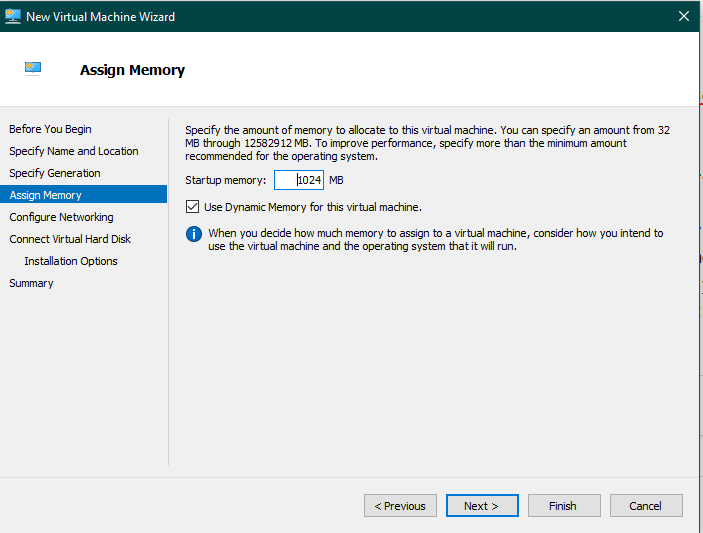 New Virtual Machine Wizard
Assign Memory
Before You Begin
Specify Name and Location
Specify Generation
Assign Memory
Configure Networking
Connect Virtual Hard Disk
Installation Options
Summary
Specify the amount of memory to allocate to this virtual machine. You can specify an amount from 32
MB through 12582912 MB. To improve performance, specify more than the minimum amount
recommended for the operating system.
Startup memory: 1024 MB
Use Dynamic Memory for this virtual machine.
When you decide how much memory to assign to a virtual machine, consider how you intend to
use the virtual machine and the operating system that it will run.
< Previous Next > Finish Cancel